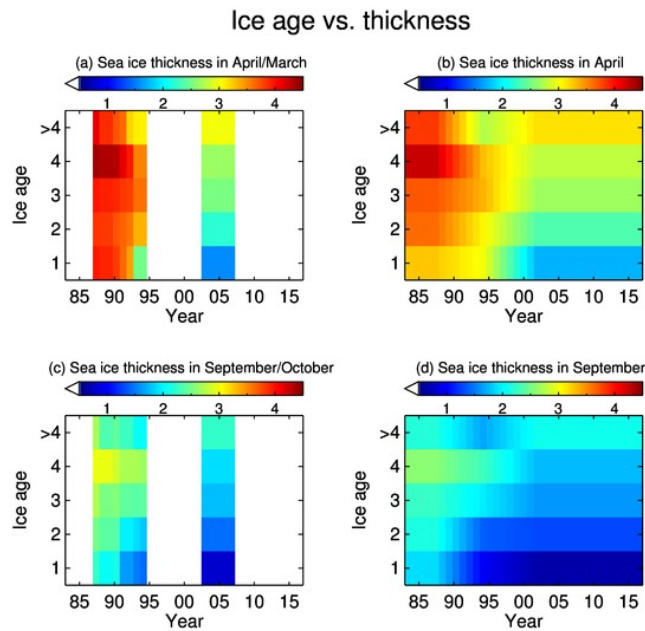 Ice age vs. thickness
(a) Sea ice thickness in April/March
1 2 3 4
Ice age
>4
4
3
2
1
85 90 95 00 05 10 15
Year
(b) Sea ice thickness in April
1 2 3 4
Ice age
>4
4
3
2
1
85 90 95 00 05 10 15
Year
(c) Sea ice thickness in September/October
1 2 3 4
Ice age
>4
4
3
2
1
85 90 95 00 05 10 15
Year
(d) Sea ice thickness in September
1 2 3 4
Ice age
>4
4
3
2
1
85 90 95 00 05 10 15
Year